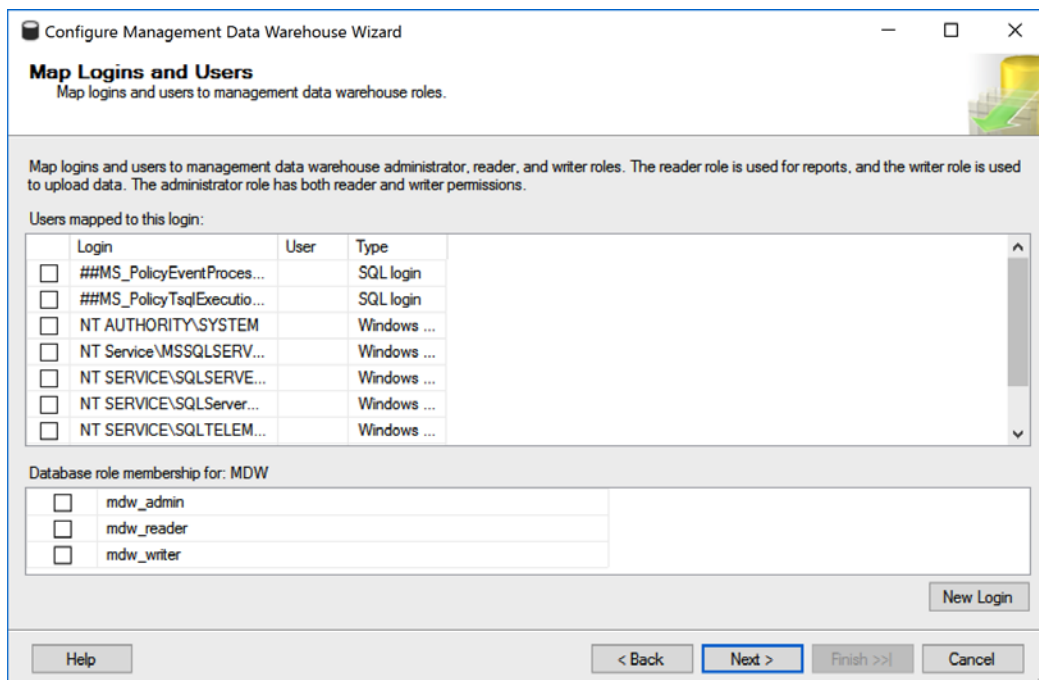 Configure Management Data Warehouse Wizard
Map Logins and Users
Map logins and users to management data warehouse roles.
Map logins and users to management data warehouse administrator, reader, and writer roles. The reader role is used for reports, and the writer role is used
to upload data. The administrator role has both reader and writer permissions.
Users mapped to this login:
Login User Type
##MS_PolicyEventProces... SQL login
##MS_PolicyTsqlExecutio... SQL login
NT AUTHORITY\SYSTEM Windows ...
NT Service\MSSQLSERV... Windows ...
NT SERVICE\SQLSERVE... Windows ...
NT SERVICE\SQLServer... Windows ...
NT SERVICE\SQLTELEM... Windows ...
Database role membership for: MDW
mdw_admin
mdw_reader
mdw_writer
New Login
Help < Back Next > Finish >>| Cancel